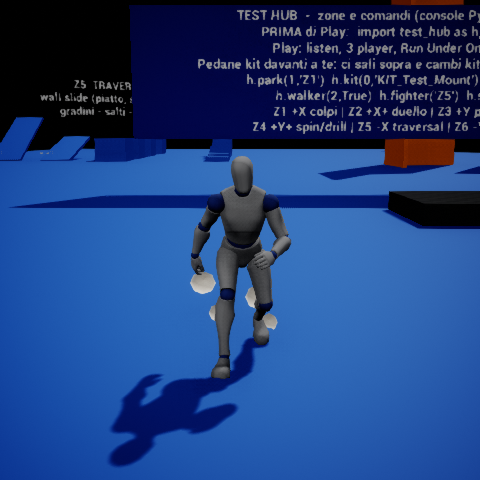 TEST HUB - zone e comandi (console Py
PRIMA di Play: import test_hub as h,
Play: listen, 3 player, Run Under On
Pedane kit davanti a te: ci sali sopra e cambi kit
h.park(1,'Z1') h.kit(0,'KIT_Test_Mount')
h.walker(2,True) h.fighter('Z5') h.s
Z1 +X colpi | Z2 +X+ duello | Z3 +Y p
Z4 +Y+ spin/drill | Z5 -X traversal | Z6 -Y
Z5 TRAVER
wall slide (piatto,
gradini - salti -